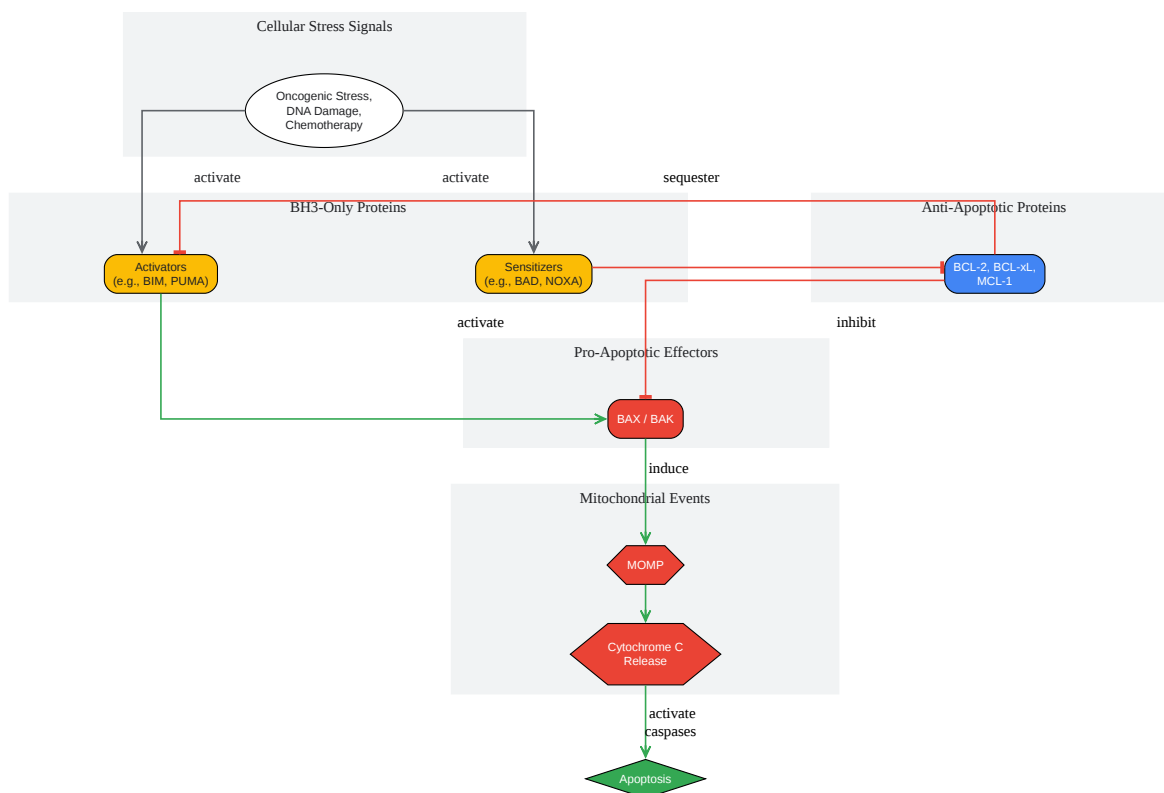 Cellular Stress Signals
Oncogenic Stress,
DNA Damage,
Chemotherapy
activate
activate
sequester
BH3-Only Proteins
Anti-Apoptotic Proteins
Activators
(e.g., BIM, PUMA)
Sensitizers
(e.g., BAD, NOXA)
BCL-2, BCL-xL,
MCL-1
activate
inhibit
Pro-Apoptotic Effectors
BAX / BAK
induce
Mitochondrial Events
MOMP
Cytochrome C
Release
activate
caspases
Apoptosis